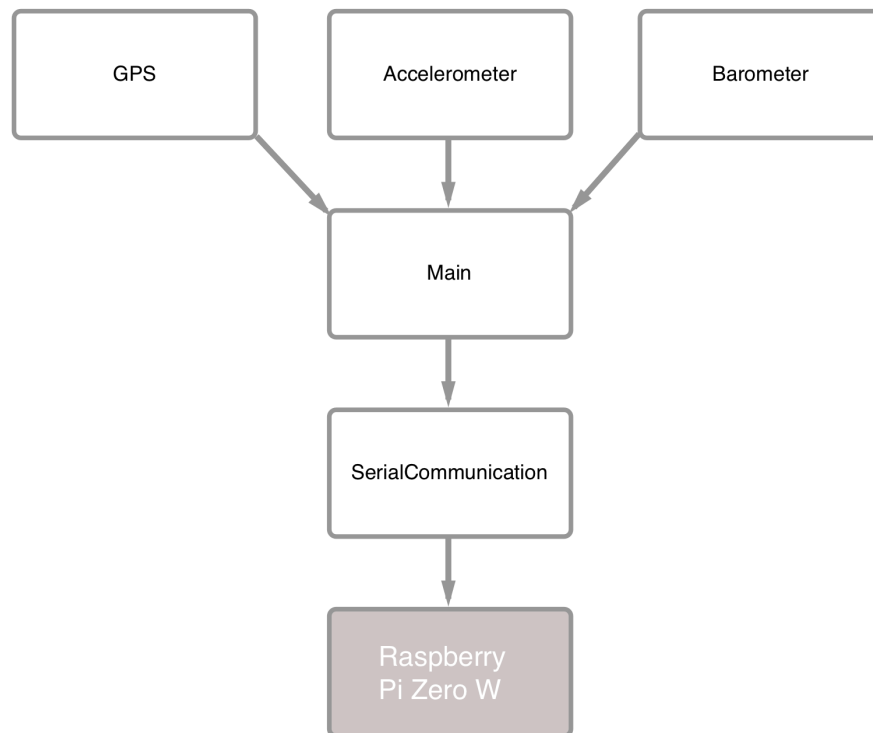 GPS
Accelerometer
Barometer
Main
SerialCommunication
Raspberry
Pi Zero W